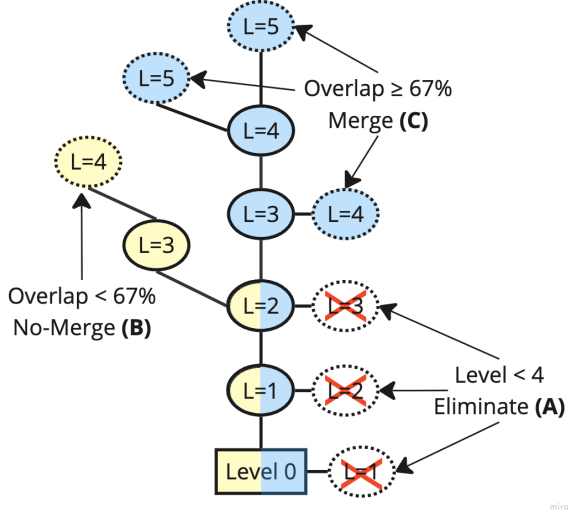 L=5
L=5
Overlap ≥ 67%
Merge (C)
L=4
L=4
L=3
L=4
L=3
Overlap < 67%
No-Merge (B)
L=2
L=3
Level < 4
Eliminate (A)
L=1
L=2
Level 0
L=1
miro